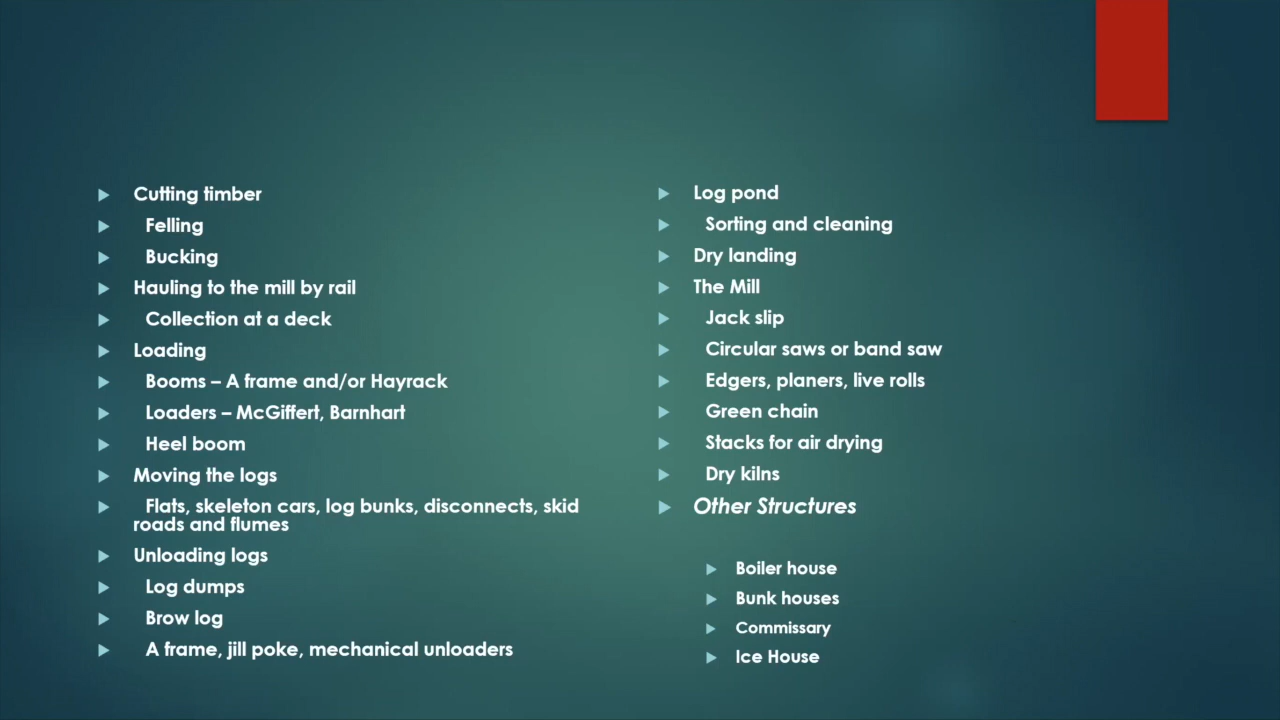 Cutting timber
Felling
Bucking
Hauling to the mill by rail
Collection at a deck
Loading
Booms – A frame and/or Hayrack
Loaders – McGiffert, Barnhart
Heel boom
Moving the logs
Flats, skeleton cars, log bunks, disconnects, skid
roads and flumes
Unloading logs
Log dumps
Brow log
A frame, jill poke, mechanical unloaders
Log pond
Sorting and cleaning
Dry landing
The Mill
Jack slip
Circular saws or band saw
Edgers, planers, live rolls
Green chain
Stacks for air drying
Dry kilns
Other Structures
Boiler house
Bunk houses
Commissary
Ice House